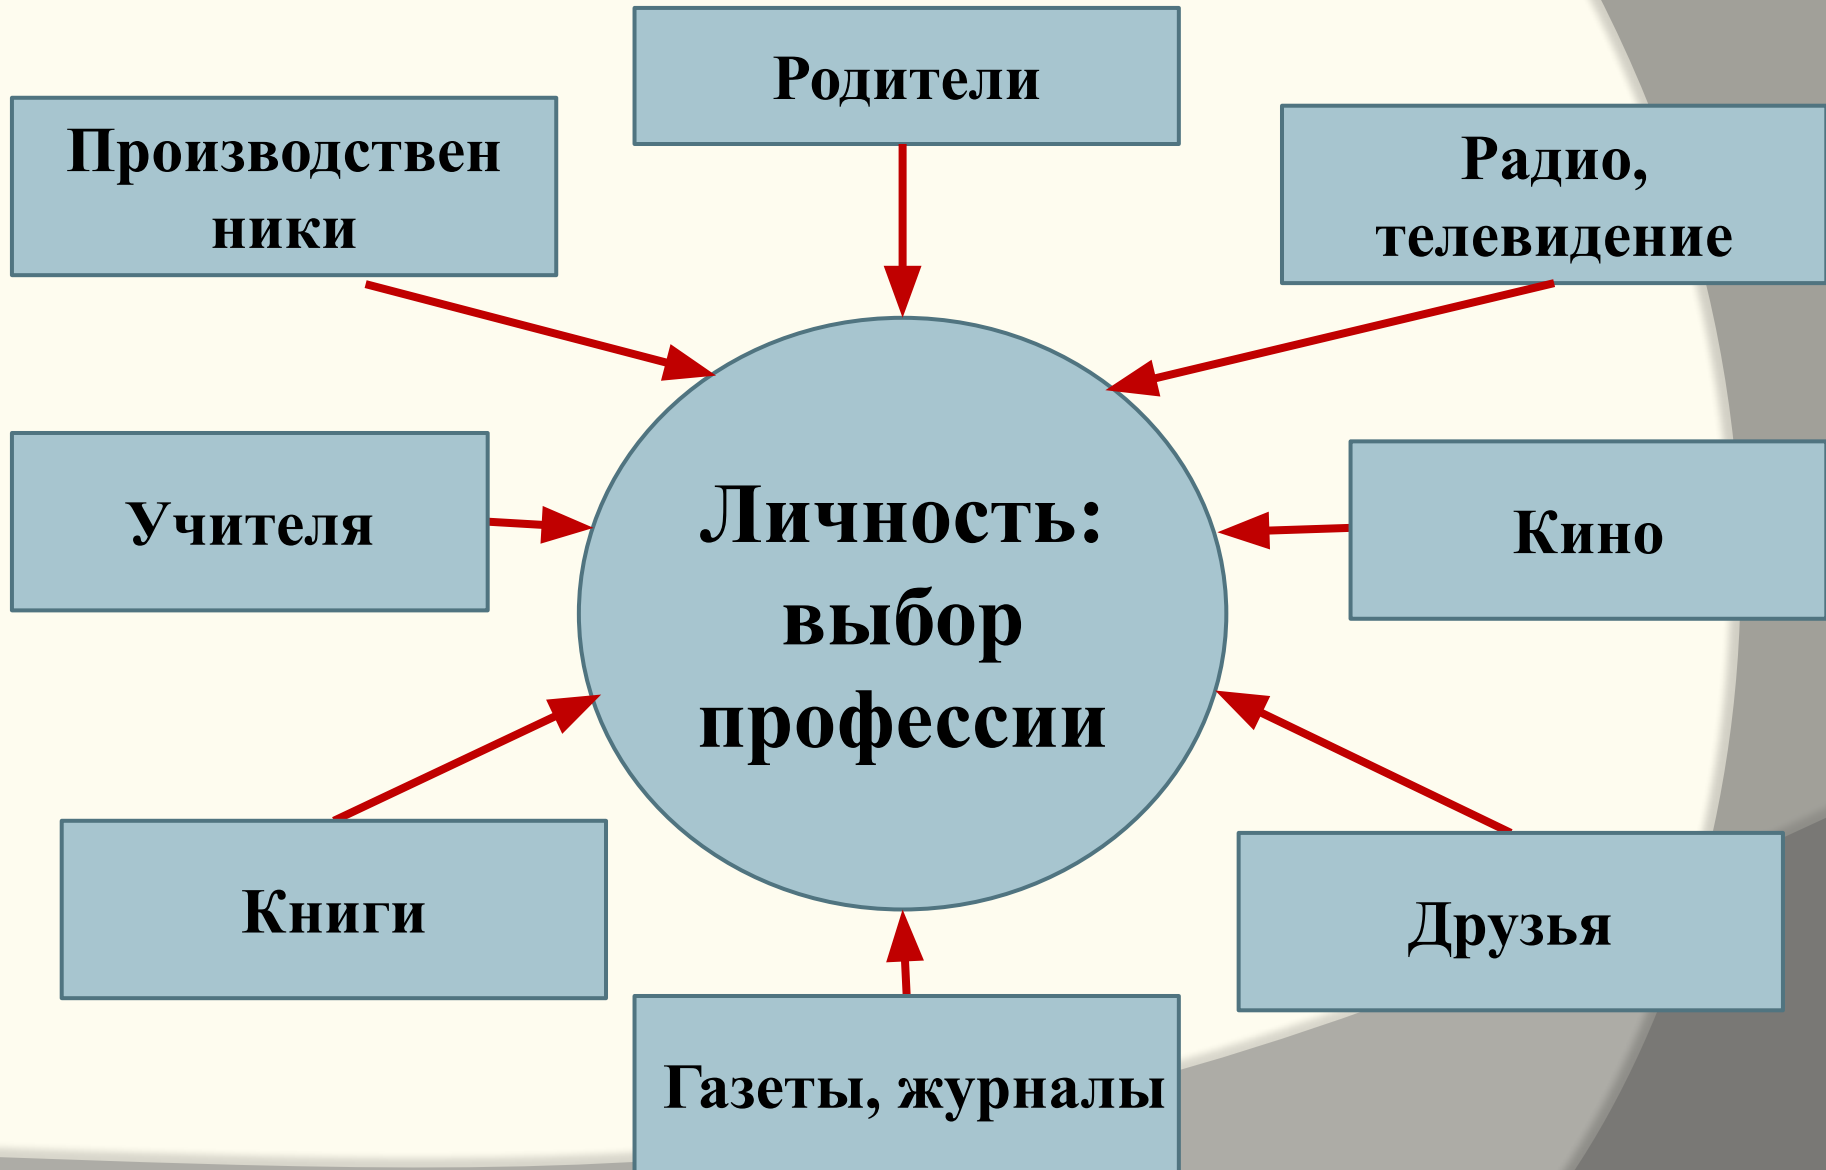 Родители
Производствен
ники
Радио,
телевидение
Учителя
Личность:
выбор
профессии
Кино
Книги
Друзья
Газеты, журналы